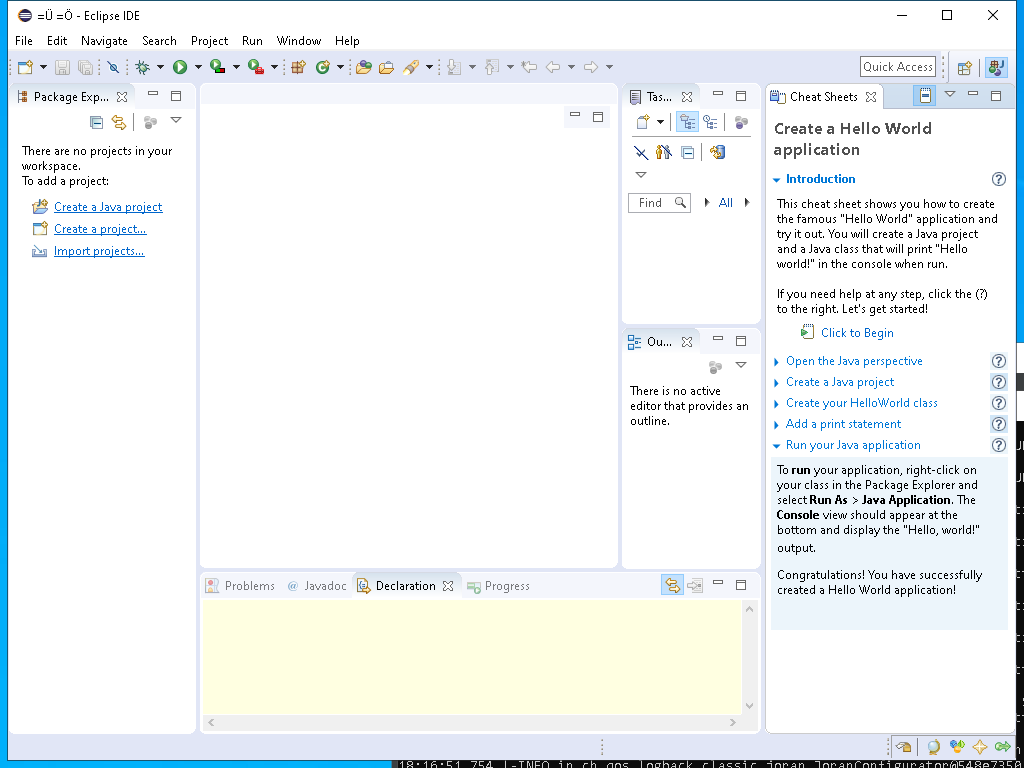 =Ü =Ö - Eclipse IDE
File Edit Navigate Search Project Run Window Help
Quick Access
Package Exp...
There are no projects in your
workspace.
To add a project:
Create a Java project
Create a project...
Import projects...
Tas...
Find
All
Ou...
There is no active
editor that provides an
outline.
Problems @ Javadoc Declaration Progress
Cheat Sheets
Create a Hello World
application
Introduction
This cheat sheet shows you how to create
the famous "Hello World" application and
try it out. You will create a Java project
and a Java class that will print "Hello
world!" in the console when run.
If you need help at any step, click the (?)
to the right. Let's get started!
Click to Begin
Open the Java perspective
Create a Java project
Create your HelloWorld class
Add a print statement
Run your Java application
To run your application, right-click on
your class in the Package Explorer and
select Run As > Java Application. The
Console view should appear at the
bottom and display the "Hello, world!"
output.
Congratulations! You have successfully
created a Hello World application!
18:16:51,754 |-INFO in ch.qos.logback.classic.joran.JoranConfigurator@548e7350